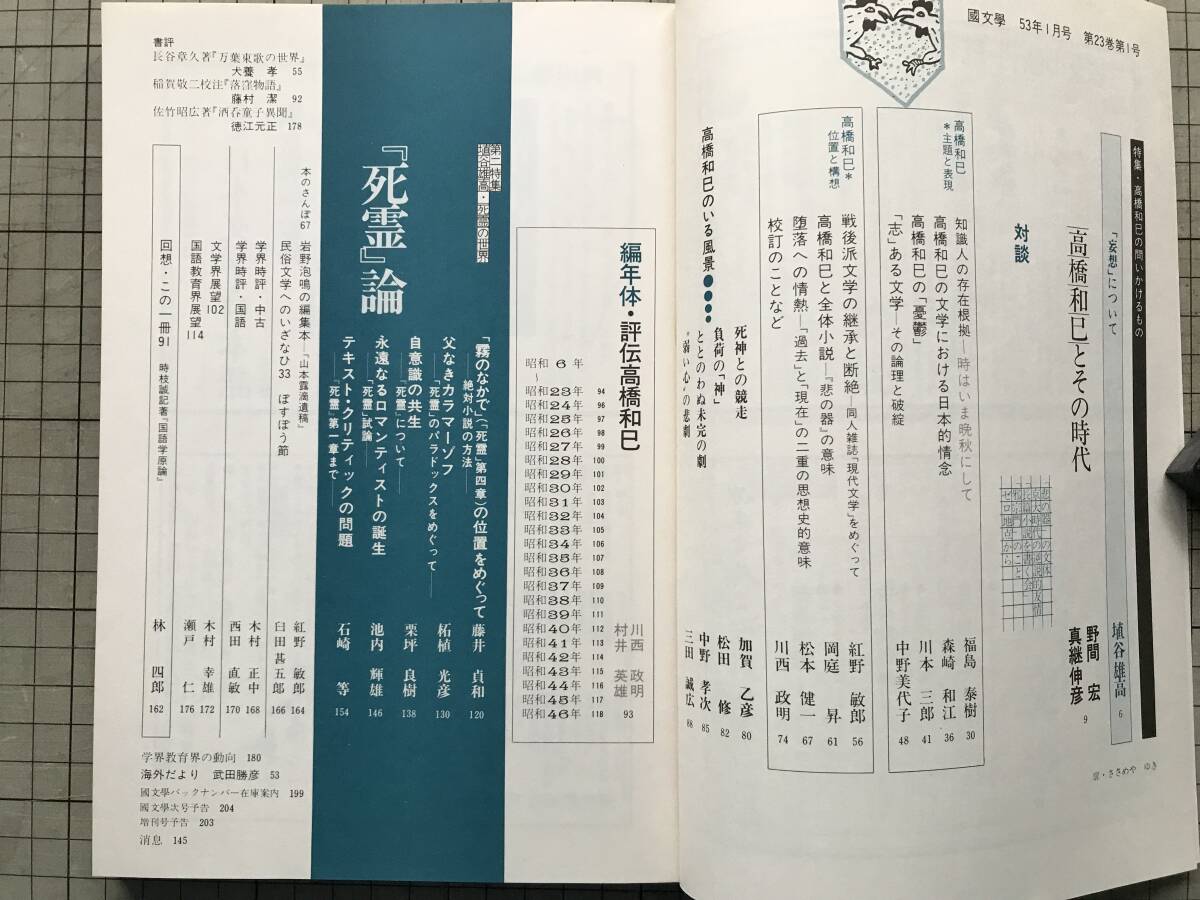 國文學 53年1月号 第23巻第1号
特集・高橋和巳の問いかけるもの
「妄想」について 埴谷雄高 6
「高橋和巳」とその時代
対談
野間 宏
真継伸彦 9
高橋和巳
*主題と表現
知識人の存在根拠―時はいま晩秋にして 福島 泰樹 30
高橋和巳の文学における日本的情念 森崎 和江 36
高橋和巳の「憂鬱」 川本 三郎 41
「志」ある文学―その論理と破綻 中野美代子 48
高橋和巳*
位置と構想
戦後派文学の継承と断絶―同人雑誌「現代文学」をめぐって 紅野 敏郎 56
高橋和巳と全体小説―『悲の器』の意味 岡庭 昇 61
堕落への情熱―「過去」と「現在」の二重の思想史的意味 松本 健一 67
校訂のことなど 川西 政明 74
高橋和巳のいる風景
死神との競走 加賀 乙彦 80
負荷の「神」 松田 修 82
ととのわぬ未完の劇 中野 孝次 85
"弱い心"の悲劇 三田 誠広 88
扉・ささめや ゆき
編年体・評伝高橋和巳
川西 政明
村井 英雄 93
昭和6年
〜
昭和23年 94
昭和24年 96
昭和25年 97
昭和26年 98
昭和27年 99
昭和28年 100
昭和29年 101
昭和30年 102
昭和31年 103
昭和32年 104
昭和33年 105
昭和34年 106
昭和35年 107
昭和36年 108
昭和37年 109
昭和38年 110
昭和39年 111
昭和40年 112
昭和41年 113
昭和42年 114
昭和43年 115
昭和44年 116
昭和45年 117
昭和46年 118
第二特集
埴谷雄高・死霊の世界
『死霊』論
「霧のなかで」(『死霊』第四章)の位置をめぐって
―絶対小説の方法― 藤井 貞和 120
父なきカラマーゾフ
―『死霊』のパラドックスをめぐって― 柘植 光彦 130
自意識の共生
―『死霊』について― 栗坪 良樹 138
永遠なるロマンティストの誕生
―『死霊』試論― 池内 輝雄 146
テキスト・クリティックの問題
―『死霊』第一章まで― 石崎 等 154
書評
長谷章久著『万葉東歌の世界』
犬養 孝 55
稲賀敬二校注『落窪物語』
藤村 潔 92
佐竹昭広著『酒呑童子異聞』
徳江元正 178
本のさんぽ67 岩野泡鳴の編集本―「山本露滴遺稿」 紅野 敏郎 164
民俗文学へのいざなひ33 ぽすぽう節 臼田 甚五郎 166
学界時評・中古 木村 正中 168
学界時評・国語 西田 直敏 170
文学界展望102 木村 幸雄 172
国語教育界展望114 瀬戸 仁 176
回想・この一冊91 時枝誠記著『国語学原論』 林 四郎 162
学界教育界の動向 180
海外だより 武田勝彦 53
國文學バックナンバー在庫案内 199
國文學次号予告 204
増刊号予告 203
消息 145